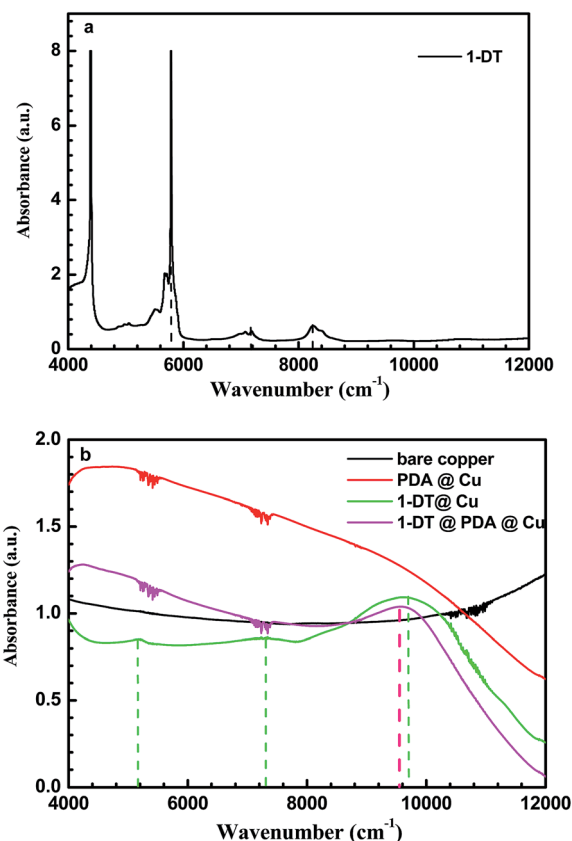 a
1-DT
Absorbance (a.u.)
8
6
4
2
0
4000 6000 8000 10000 12000
Wavenumber (cm-1)
b
bare copper
PDA @ Cu
1-DT@ Cu
1-DT @ PDA @ Cu
Absorbance (a.u.)
2.0
1.5
1.0
0.5
0.0
4000 6000 8000 10000 12000
Wavenumber (cm-1)